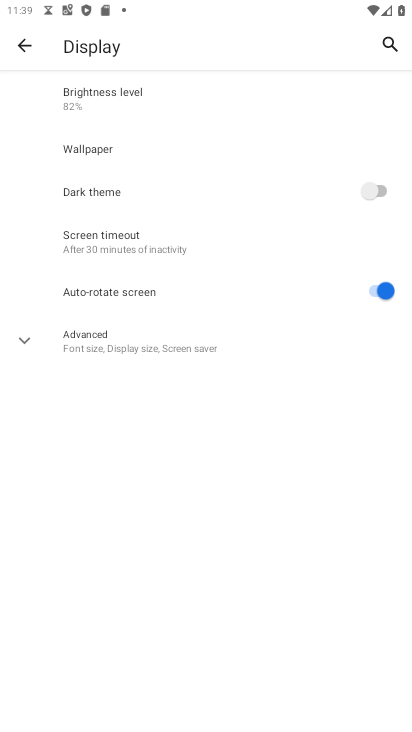 11:39
Display
Brightness level
82%
Wallpaper
Dark theme
Screen timeout
After 30 minutes of inactivity
Auto-rotate screen
Advanced
Font size, Display size, Screen saver